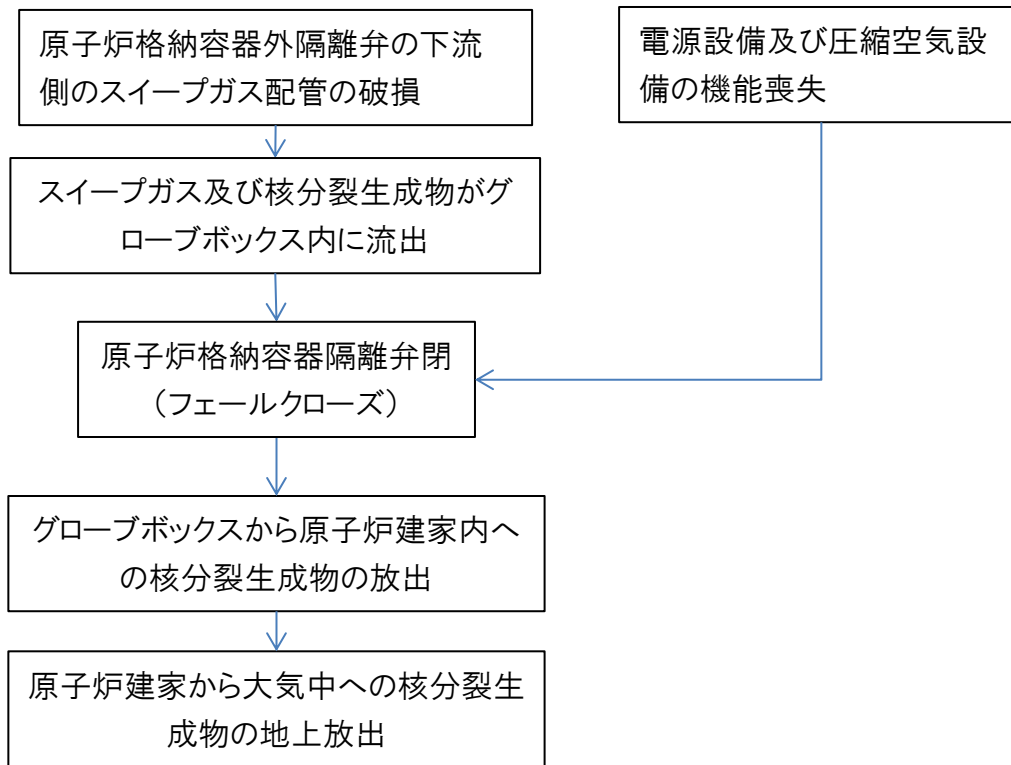 原子炉格納容器外隔離弁の下流
側のスイープガス配管の破損
電源設備及び圧縮空気設
備の機能喪失
スイープガス及び核分裂生成物がグ
ローブボックス内に流出
原子炉格納容器隔離弁閉
（フェールクローズ）
グローブボックスから原子炉建家内へ
の核分裂生成物の放出
原子炉建家から大気中への核分裂生
成物の地上放出